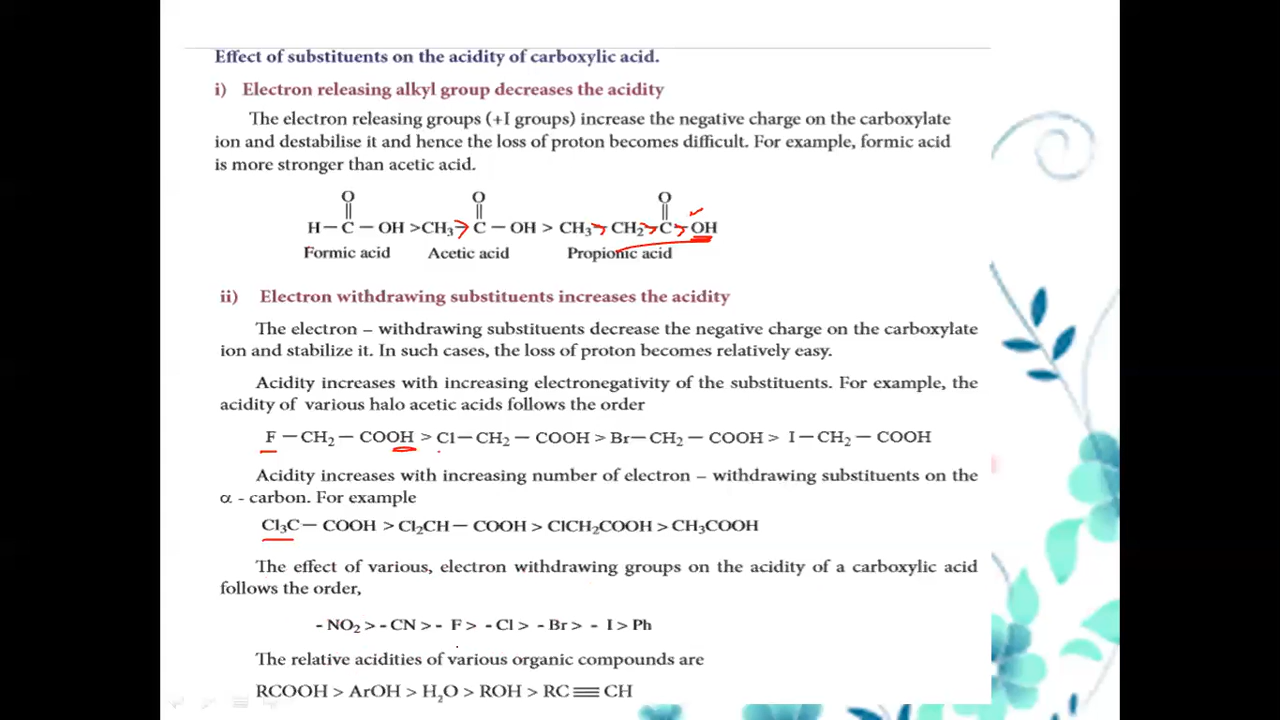 Effect of substituents on the acidity of carboxylic acid.
i) Electron releasing alkyl group decreases the acidity
The electron releasing groups (+I groups) increase the negative charge on the carboxylate
ion and destabilise it and hence the loss of proton becomes difficult. For example, formic acid
is more stronger than acetic acid.
O O O
H — C — OH > CH₃ — C — OH > CH₃ — CH₂ — C — OH
Formic acid Acetic acid Propionic acid
ii) Electron withdrawing substituents increases the acidity
The electron – withdrawing substituents decrease the negative charge on the carboxylate
ion and stabilize it. In such cases, the loss of proton becomes relatively easy.
Acidity increases with increasing electronegativity of the substituents. For example, the
acidity of various halo acetic acids follows the order
F — CH₂ — COOH > Cl — CH₂ — COOH > Br — CH₂ — COOH > I — CH₂ — COOH
Acidity increases with increasing number of electron – withdrawing substituents on the
α - carbon. For example
Cl₃C — COOH > Cl₂CH — COOH > ClCH₂COOH > CH₃COOH
The effect of various, electron withdrawing groups on the acidity of a carboxylic acid
follows the order,
- NO₂ > - CN > - F > - Cl > - Br > - I > Ph
The relative acidities of various organic compounds are
RCOOH > ArOH > H₂O > ROH > RC ≡ CH